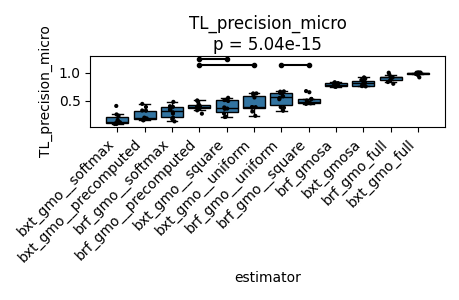 TL_precision_micro
p = 5.04e-15
TL_precision_micro
1.0
0.5
bxt_gmo__softmax
bxt_gmo__precomputed
brf_gmo__softmax
brf_gmo__precomputed
bxt_gmo__square
bxt_gmo__uniform
brf_gmo__uniform
brf_gmo__square
brf_gmosa
bxt_gmosa
brf_gmo_full
bxt_gmo_full
estimator